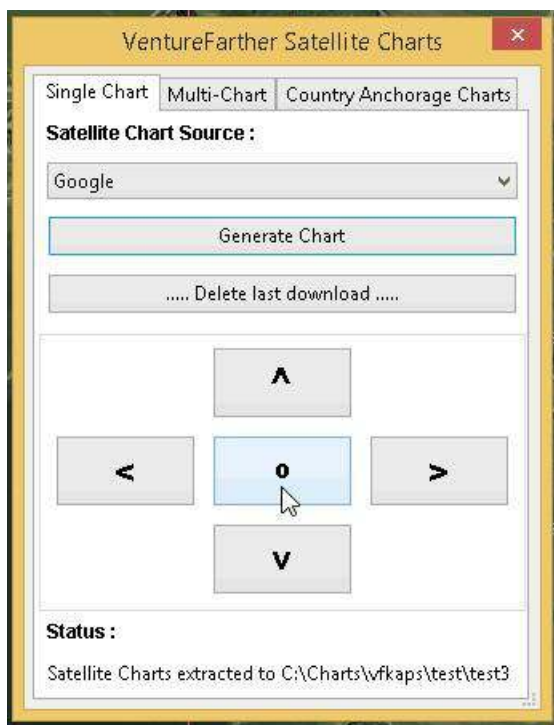 VentureFarther Satellite Charts
Single Chart Multi-Chart Country Anchorage Charts
Satellite Chart Source :
Google
Generate Chart
..... Delete last download .....
^
< o >
v
Status :
Satellite Charts extracted to C:\Charts\vfkaps\test\test3